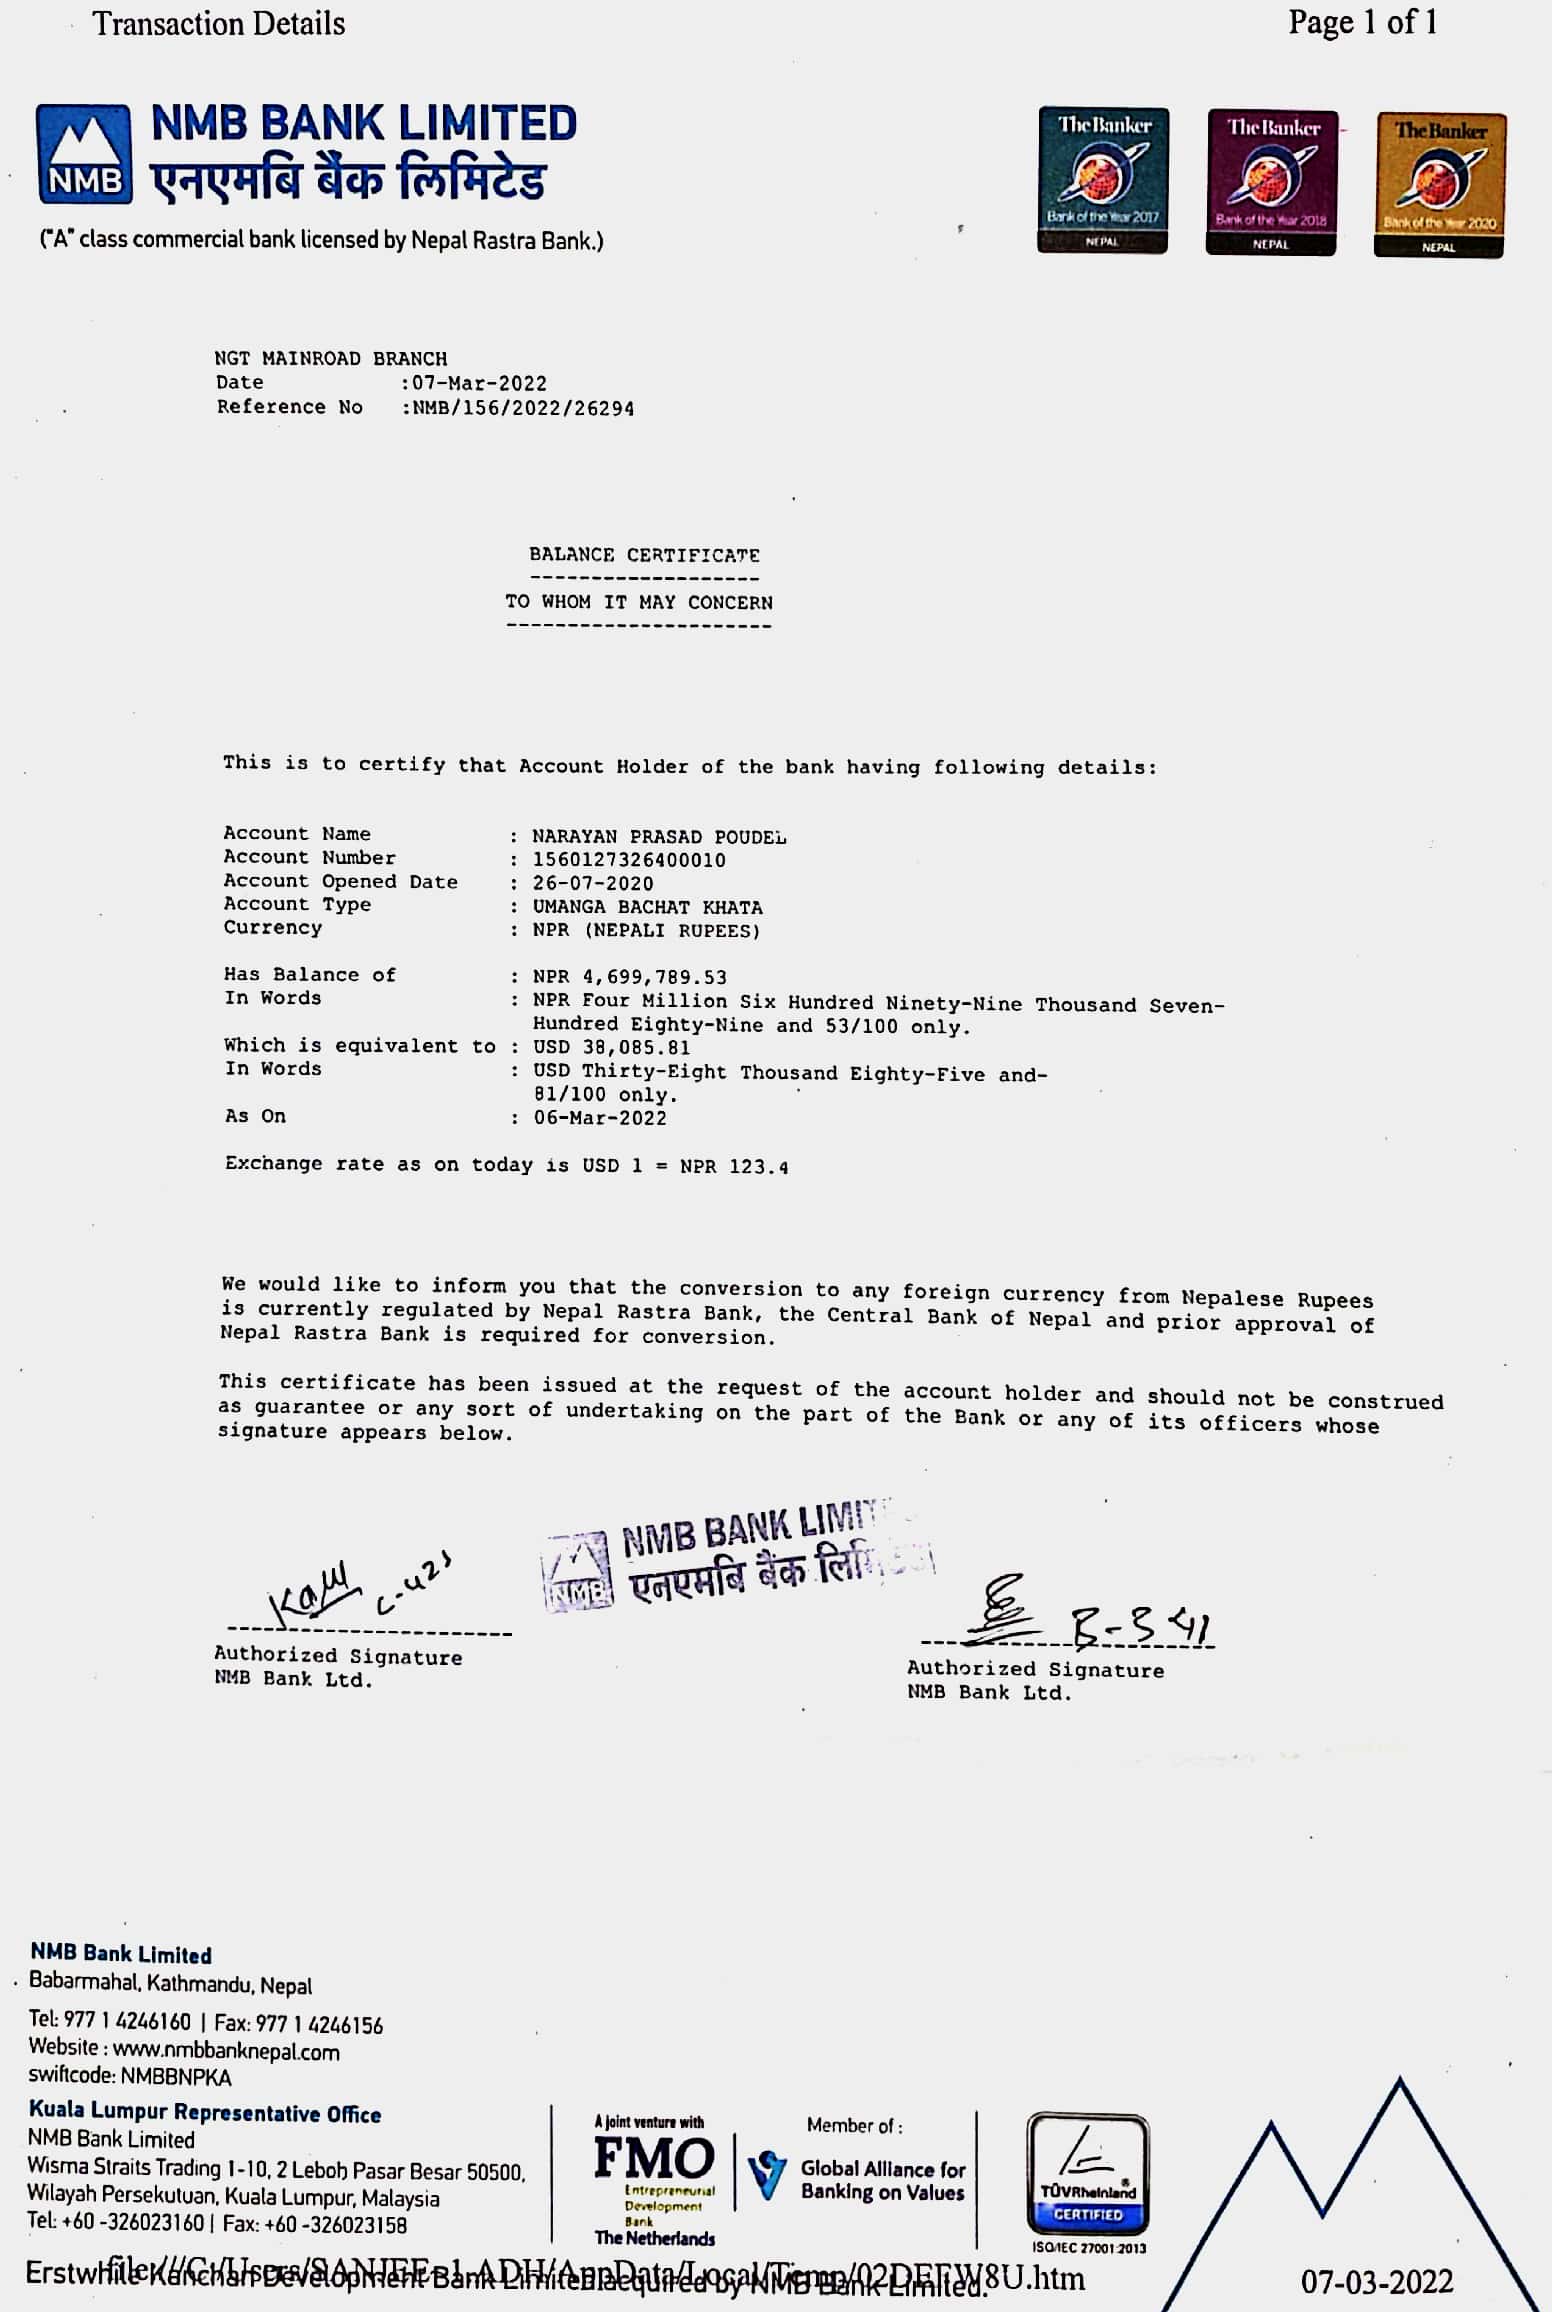 Transaction Details Page 1 of 1
NMB BANK LIMITED
एनएमबि बैंक लिमिटेड
NMB
("A" class commercial bank licensed by Nepal Rastra Bank.)
The Banker The Banker The Banker
Bank of the Year 2017 Bank of the Year 2018 Bank of the Year 2020
NEPAL NEPAL NEPAL
NGT MAINROAD BRANCH
Date :07-Mar-2022
Reference No :NMB/156/2022/26294
BALANCE CERTIFICATE
TO WHOM IT MAY CONCERN
This is to certify that Account Holder of the bank having following details:
Account Name : NARAYAN PRASAD POUDEL
Account Number : 1560127326400010
Account Opened Date : 26-07-2020
Account Type : UMANGA BACHAT KHATA
Currency : NPR (NEPALI RUPEES)
Has Balance of : NPR 4,699,789.53
In Words : NPR Four Million Six Hundred Ninety-Nine Thousand Seven-
Hundred Eighty-Nine and 53/100 only.
Which is equivalent to : USD 38,085.81
In Words : USD Thirty-Eight Thousand Eighty-Five and-
81/100 only.
As On : 06-Mar-2022
Exchange rate as on today is USD 1 = NPR 123.4
We would like to inform you that the conversion to any foreign currency from Nepalese Rupees
is currently regulated by Nepal Rastra Bank, the Central Bank of Nepal and prior approval of
Nepal Rastra Bank is required for conversion.
This certificate has been issued at the request of the account holder and should not be construed
as guarantee or any sort of undertaking on the part of the Bank or any of its officers whose
signature appears below.
NMB BANK
एनएमबि बैंक
NMB
C-421
B-341
Authorized Signature
NMB Bank Ltd.
Authorized Signature
NMB Bank Ltd.
NMB Bank Limited
Babarmahal, Kathmandu, Nepal
Tel: 977 1 4246160 | Fax: 977 1 4246156
Website : www.nmbbanknepal.com
swiftcode: NMBBNPKA
Kuala Lumpur Representative Office
NMB Bank Limited
Wisma Straits Trading 1-10, 2 Leboh Pasar Besar 50500,
Wilayah Persekutuan, Kuala Lumpur, Malaysia
Tel: +60 -326023160 | Fax: +60 -326023158
A joint venture with
FMO
Entrepreneurial
Development
Bank
The Netherlands
Member of :
Global Alliance for
Banking on Values
TÜVRheinland®
CERTIFIED
ISO/IEC 27001:2013
Erstwhile Kanchan Development Bank Limited acquired by NMB Bank Limited.
07-03-2022